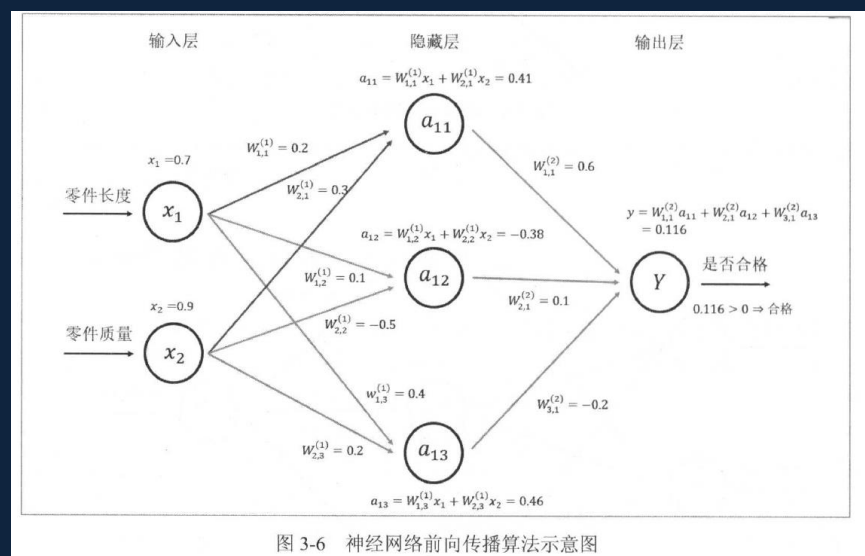 输入层
隐藏层
输出层
a₁₁ = W₁,₁⁽¹⁾x₁ + W₂,₁⁽¹⁾x₂ = 0.41
a₁₁
W₁,₁⁽¹⁾ = 0.2
x₁ =0.7
W₂,₁⁽¹⁾ = 0.3
W₁,₁⁽²⁾ = 0.6
零件长度
x₁
y = W₁,₁⁽²⁾a₁₁ + W₂,₁⁽²⁾a₁₂ + W₃,₁⁽²⁾a₁₃
= 0.116
a₁₂ = W₁,₂⁽¹⁾x₁ + W₂,₂⁽¹⁾x₂ = −0.38
是否合格
W₁,₂⁽¹⁾ = 0.1
a₁₂
Y
W₂,₁⁽²⁾ = 0.1
0.116 > 0 ⇒ 合格
x₂ =0.9
W₂,₂⁽¹⁾ = −0.5
零件质量
x₂
w₁,₃⁽¹⁾ = 0.4
W₃,₁⁽²⁾ = −0.2
W₂,₃⁽¹⁾ = 0.2
a₁₃
a₁₃ = W₁,₃⁽¹⁾x₁ + W₂,₃⁽¹⁾x₂ = 0.46
图 3-6 神经网络前向传播算法示意图